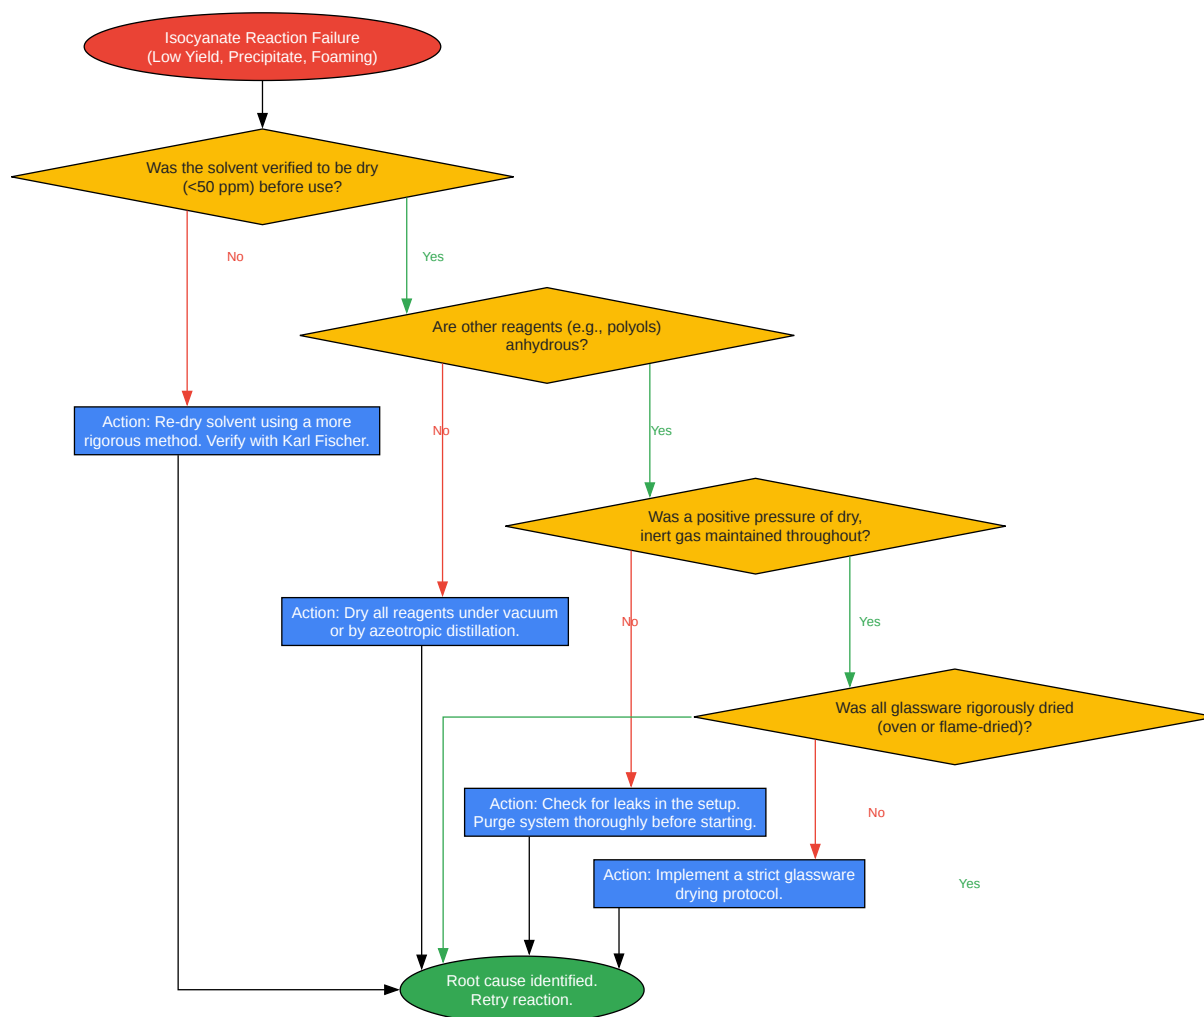 Isocyanate Reaction Failure
(Low Yield, Precipitate, Foaming)
Was the solvent verified to be dry
(<50 ppm) before use?
No
Yes
Are other reagents (e.g., polyols)
anhydrous?
Action: Re-dry solvent using a more
rigorous method. Verify with Karl Fischer.
No
Yes
Was a positive pressure of dry,
inert gas maintained throughout?
Action: Dry all reagents under vacuum
or by azeotropic distillation.
No
Yes
Was all glassware rigorously dried
(oven or flame-dried)?
Action: Check for leaks in the setup.
Purge system thoroughly before starting.
No
Action: Implement a strict glassware
drying protocol.
Yes
Root cause identified.
Retry reaction.